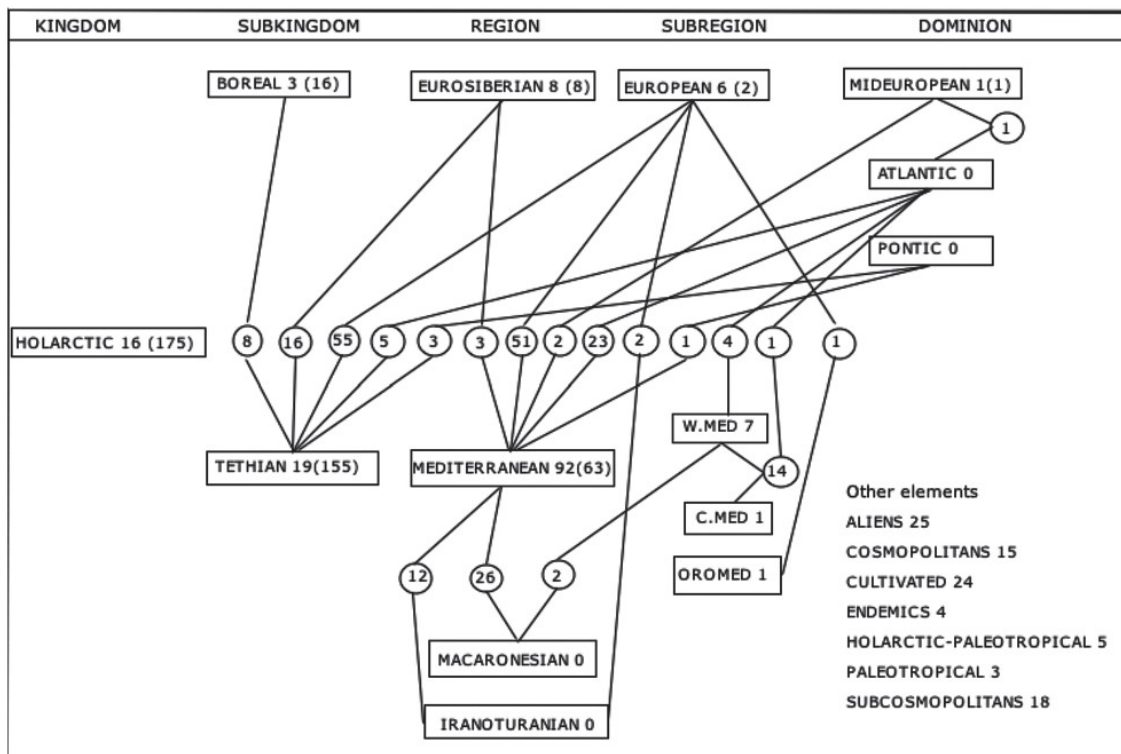 KINGDOM SUBKINGDOM REGION SUBREGION DOMINION
BOREAL 3 (16) EUROSIBERIAN 8 (8) EUROPEAN 6 (2) MIDEUROPEAN 1(1)
1
ATLANTIC 0
PONTIC 0
HOLARCTIC 16 (175) 8 16 55 5 3 3 51 2 23 2 1 4 1 1
W.MED 7
TETHIAN 19(155) MEDITERRANEAN 92(63) 14
C.MED 1
Other elements
ALIENS 25
COSMOPOLITANS 15
12 26 2 OROMED 1
CULTIVATED 24
ENDEMICS 4
HOLARCTIC-PALEOTROPICAL 5
MACARONESIAN 0
PALEOTROPICAL 3
SUBCOSMOPOLITANS 18
IRANOTURANIAN 0